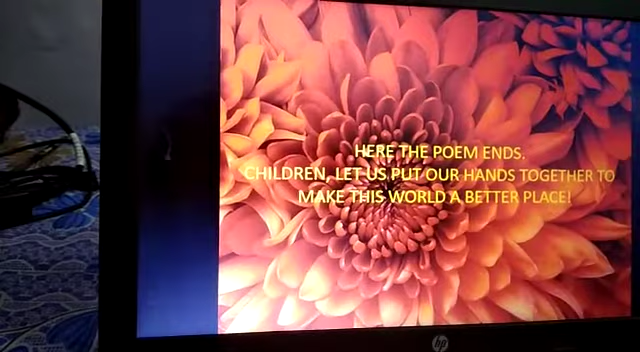 HERE THE POEM ENDS.
CHILDREN, LET US PUT OUR HANDS TOGETHER TO
MAKE THIS WORLD A BETTER PLACE!
hp